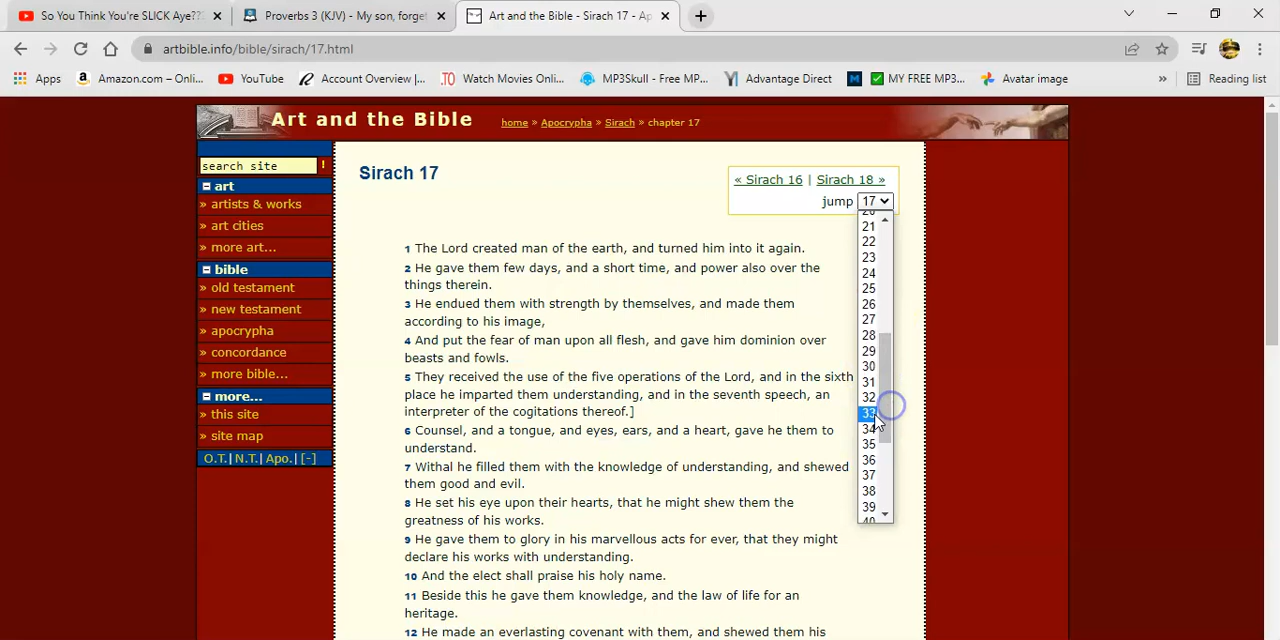 So You Think You're SLICK Aye???
Proverbs 3 (KJV) - My son, forget
Art and the Bible - Sirach 17 - Ap
artbible.info/bible/sirach/17.html
Apps
Amazon.com – Onli...
YouTube
Account Overview |...
Watch Movies Onli...
MP3Skull - Free MP...
Advantage Direct
MY FREE MP3...
Avatar image
»
Reading list
Art and the Bible
home » Apocrypha » Sirach » chapter 17
search site !
art
» artists & works
» art cities
» more art...
bible
» old testament
» new testament
» apocrypha
» concordance
» more bible...
more...
» this site
» site map
O.T.| N.T.| Apo.| [-]
Sirach 17
« Sirach 16 | Sirach 18 »
jump 17
20
21
22
23
24
25
26
27
28
29
30
31
32
33
34
35
36
37
38
39
40
1 The Lord created man of the earth, and turned him into it again.
2 He gave them few days, and a short time, and power also over the
things therein.
3 He endued them with strength by themselves, and made them
according to his image,
4 And put the fear of man upon all flesh, and gave him dominion over
beasts and fowls.
5 They received the use of the five operations of the Lord, and in the sixth
place he imparted them understanding, and in the seventh speech, an
interpreter of the cogitations thereof.]
6 Counsel, and a tongue, and eyes, ears, and a heart, gave he them to
understand.
7 Withal he filled them with the knowledge of understanding, and shewed
them good and evil.
8 He set his eye upon their hearts, that he might shew them the
greatness of his works.
9 He gave them to glory in his marvellous acts for ever, that they might
declare his works with understanding.
10 And the elect shall praise his holy name.
11 Beside this he gave them knowledge, and the law of life for an
heritage.
12 He made an everlasting covenant with them, and shewed them his